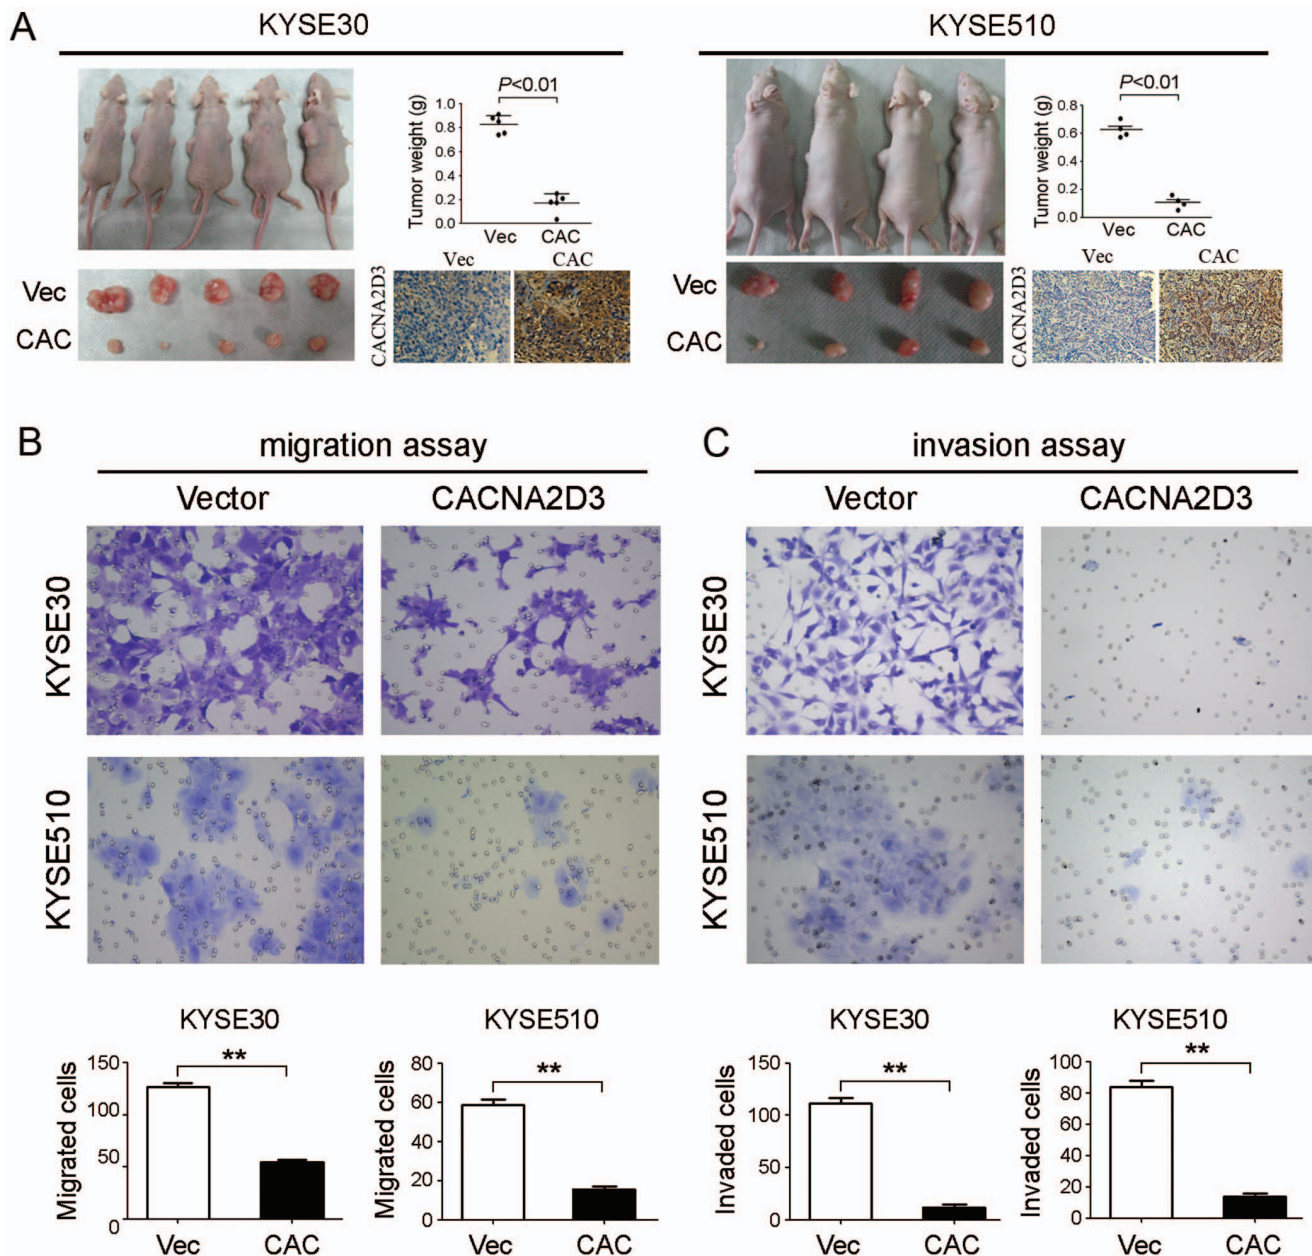 A
KYSE30
KYSE510
P<0.01
Tumor weight (g)
1.0
0.8
0.6
0.4
0.2
0.0
Vec
CAC
Vec
CAC
CACNA2D3
Vec
CAC
P<0.01
Tumor weight (g)
0.8
0.6
0.4
0.2
0.0
Vec
CAC
Vec
CAC
CACNA2D3
Vec
CAC
B
migration assay
Vector
CACNA2D3
KYSE30
KYSE510
C
invasion assay
Vector
CACNA2D3
KYSE30
KYSE510
KYSE30
Migrated cells
150
100
50
0
**
Vec
CAC
KYSE510
Migrated cells
80
60
40
20
0
**
Vec
CAC
KYSE30
Invaded cells
150
100
50
0
**
Vec
CAC
KYSE510
Invaded cells
100
80
60
40
20
0
**
Vec
CAC